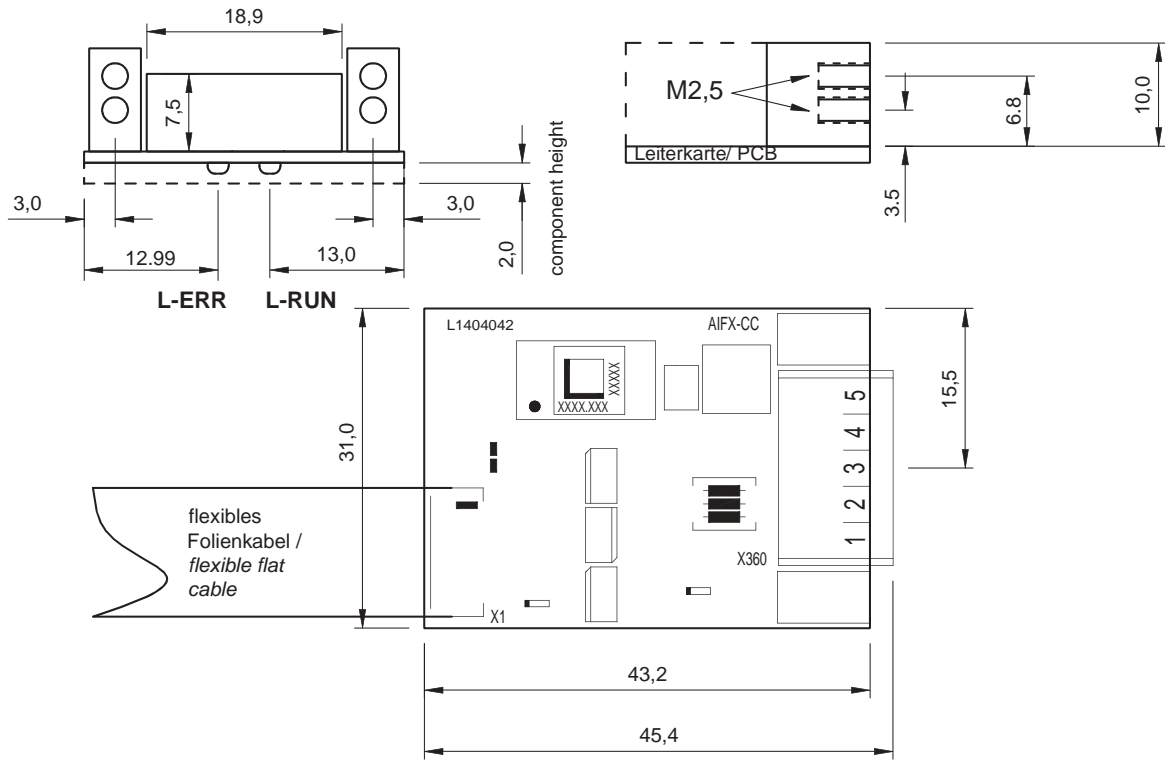 18,9
7,5
component height
2,0
3,0
3,0
12.99
13,0
L-ERR
L-RUN
M2,5
Leiterkarte/ PCB
10,0
6.8
3.5
L1404042
AIFX-CC
XXXXX
XXXX.XXX
31,0
15,5
5
4
3
2
1
flexibles
Folienkabel /
flexible flat
cable
X360
X1
43,2
45,4